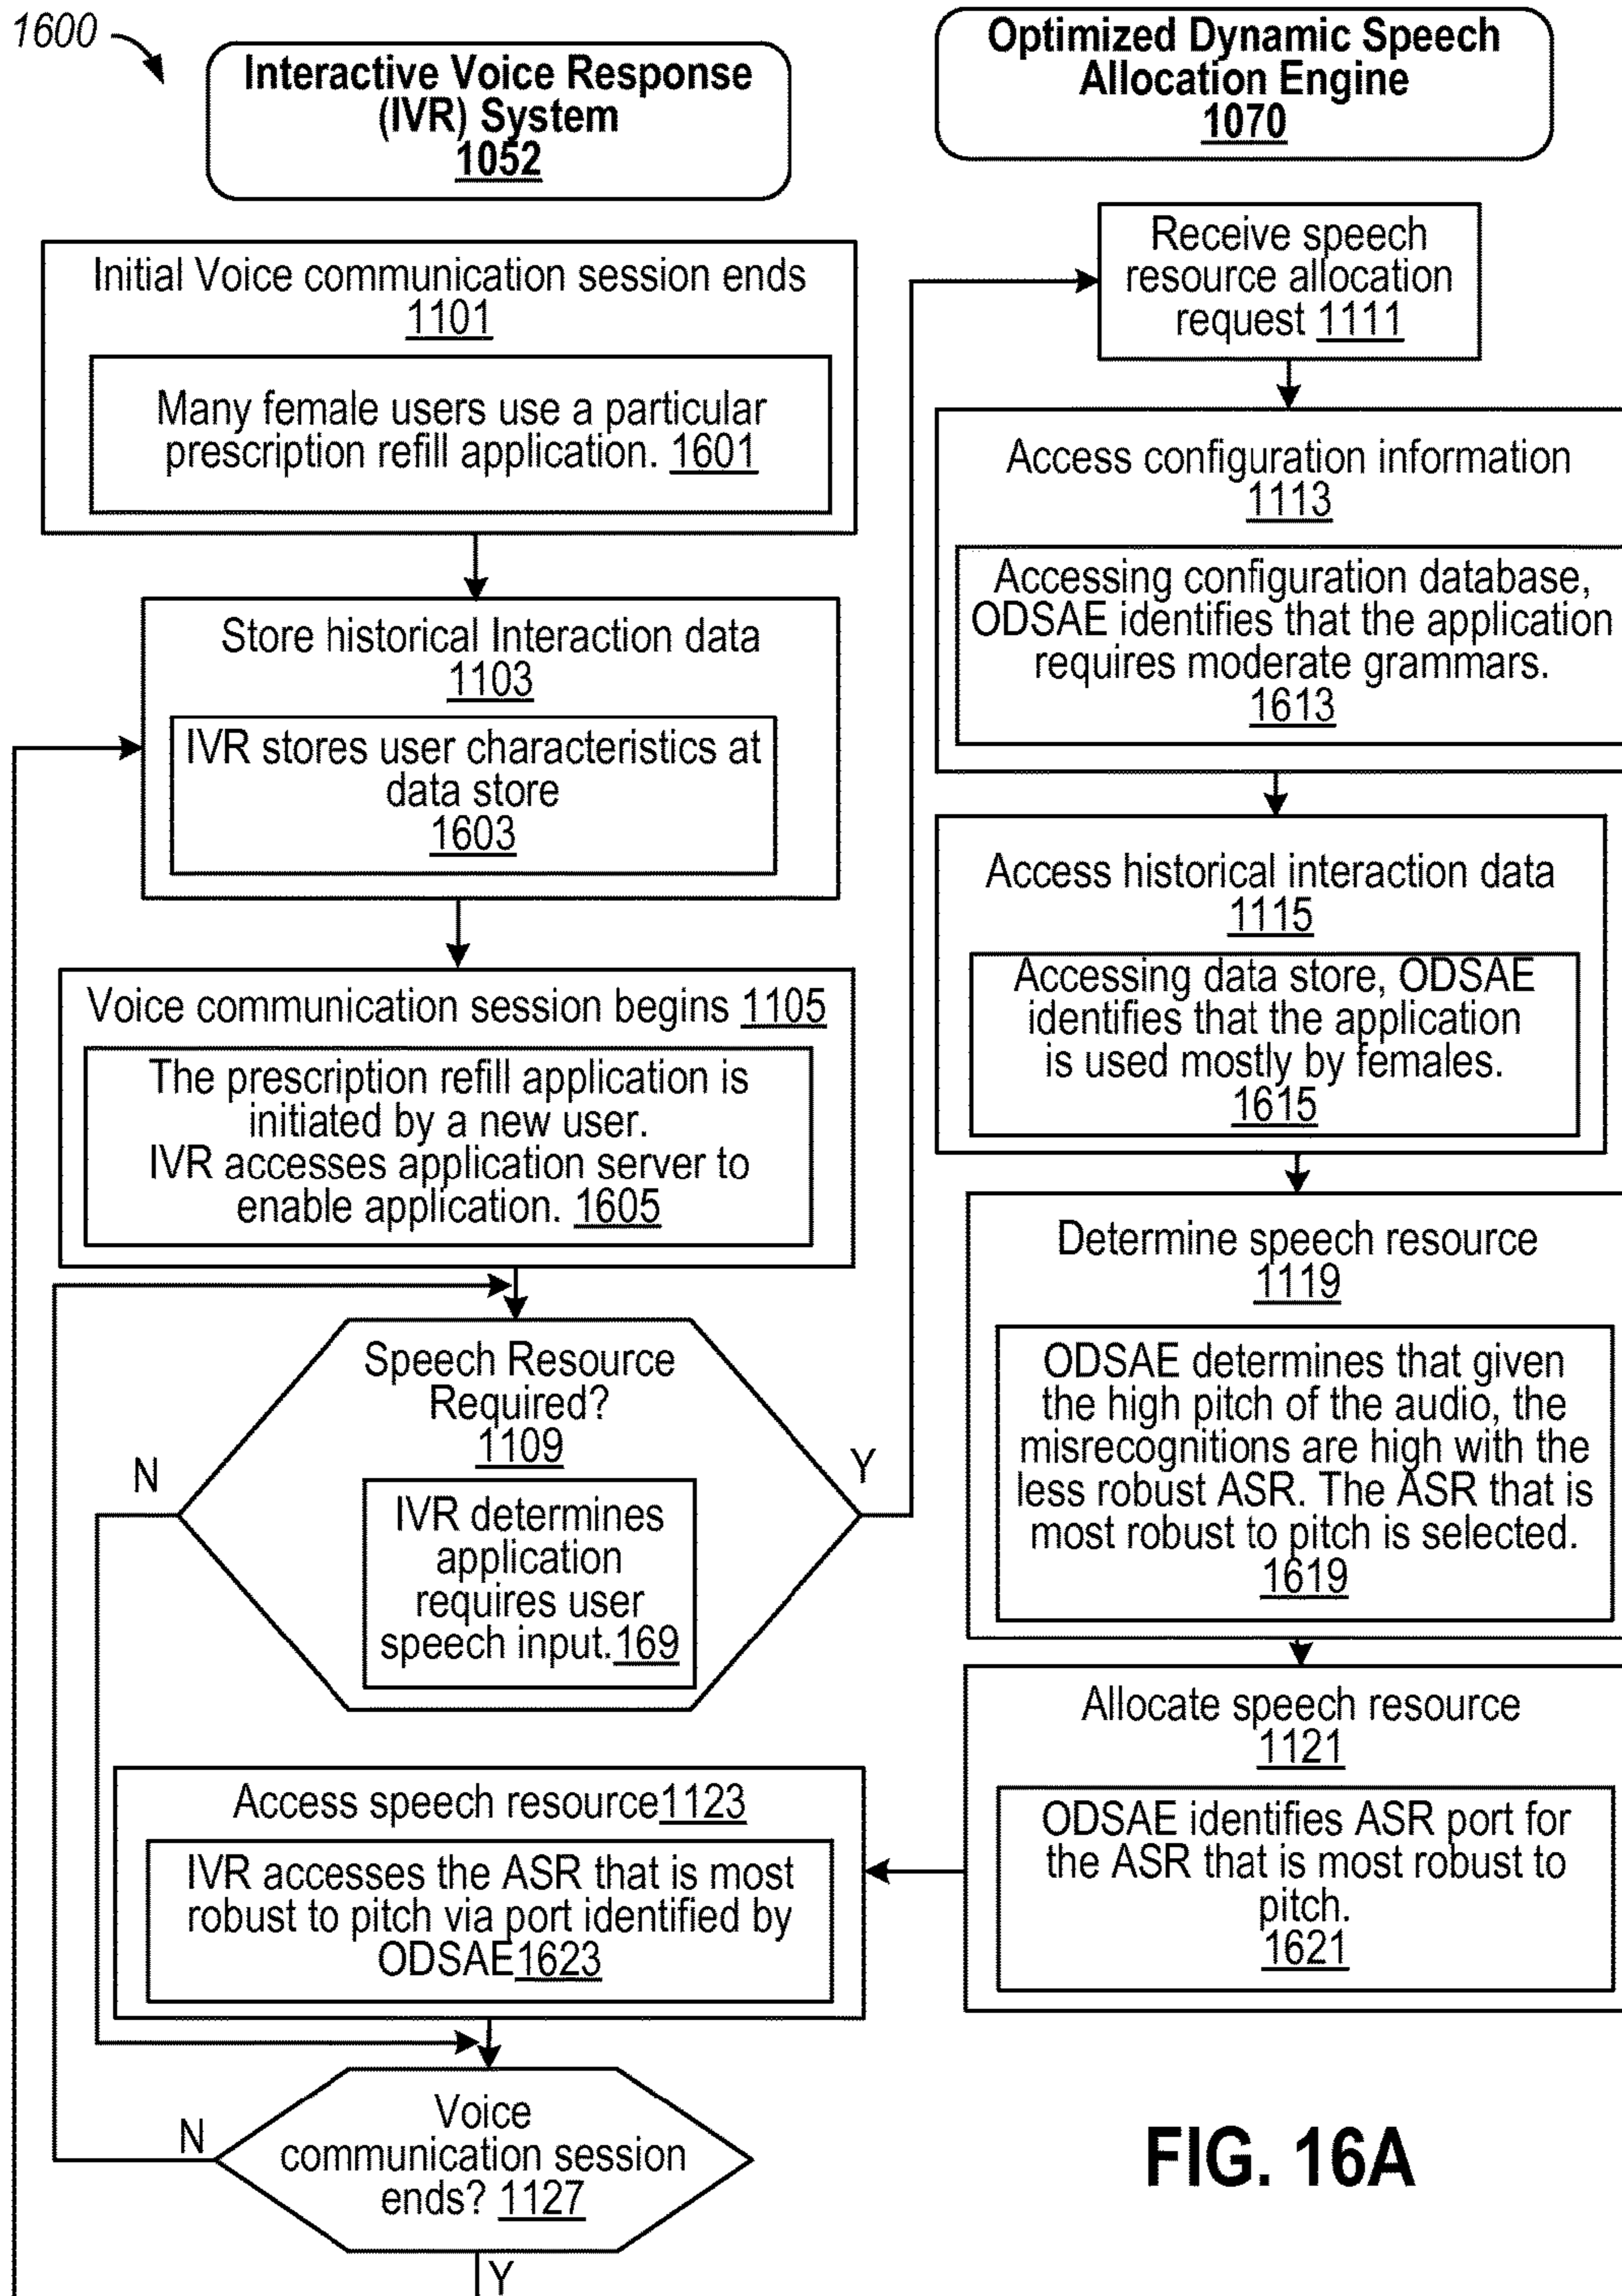 1600
Interactive Voice Response
(IVR) System
1052
Initial Voice communication session ends
1101
Many female users use a particular
prescription refill application. 1601
Store historical Interaction data
1103
IVR stores user characteristics at
data store
1603
Voice communication session begins 1105
The prescription refill application is
initiated by a new user.
IVR accesses application server to
enable application. 1605
Speech Resource
Required?
1109
N
Y
IVR determines
application
requires user
speech input.169
Access speech resource1123
IVR accesses the ASR that is most
robust to pitch via port identified by
ODSAE1623
N
Voice
communication session
ends? 1127
Y
Optimized Dynamic Speech
Allocation Engine
1070
Receive speech
resource allocation
request 1111
Access configuration information
1113
Accessing configuration database,
ODSAE identifies that the application
requires moderate grammars.
1613
Access historical interaction data
1115
Accessing data store, ODSAE
identifies that the application
is used mostly by females.
1615
Determine speech resource
1119
ODSAE determines that given
the high pitch of the audio, the
misrecognitions are high with the
less robust ASR. The ASR that is
most robust to pitch is selected.
1619
Allocate speech resource
1121
ODSAE identifies ASR port for
the ASR that is most robust to
pitch.
1621
FIG. 16A